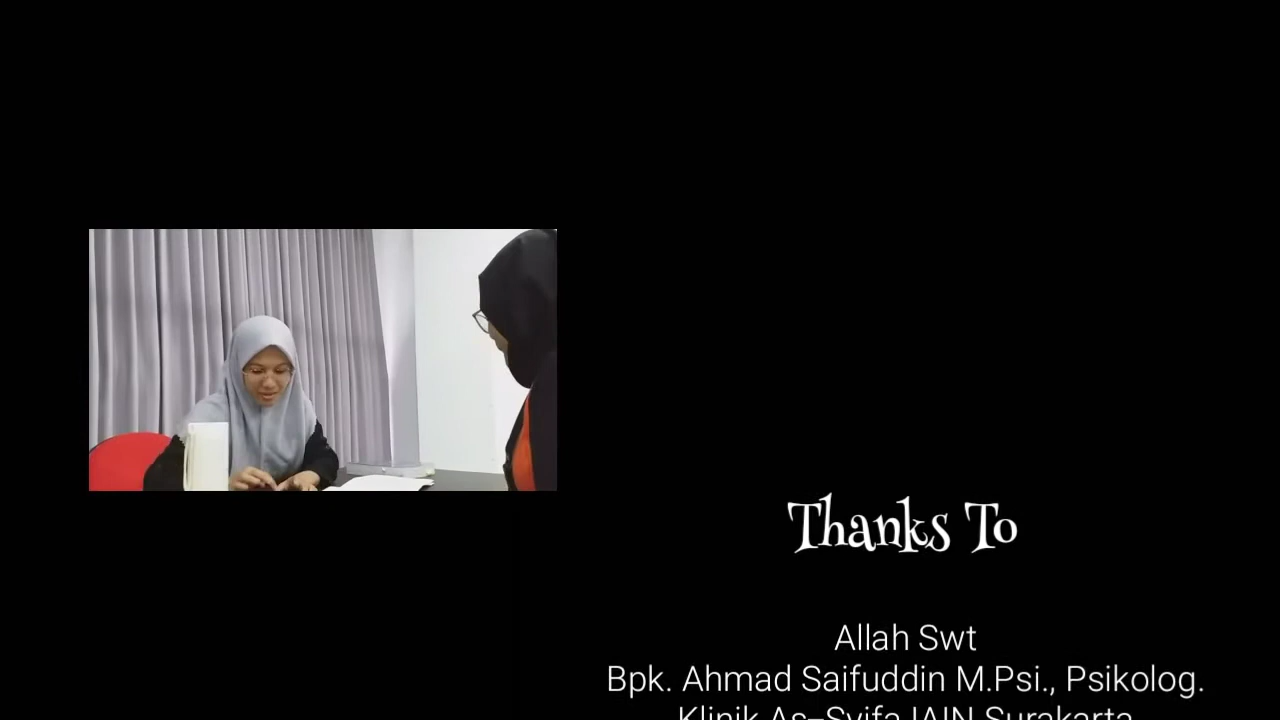 Thanks To
Allah Swt
Bpk. Ahmad Saifuddin M.Psi., Psikolog.
Klinik As-Syifa IAIN Surakarta